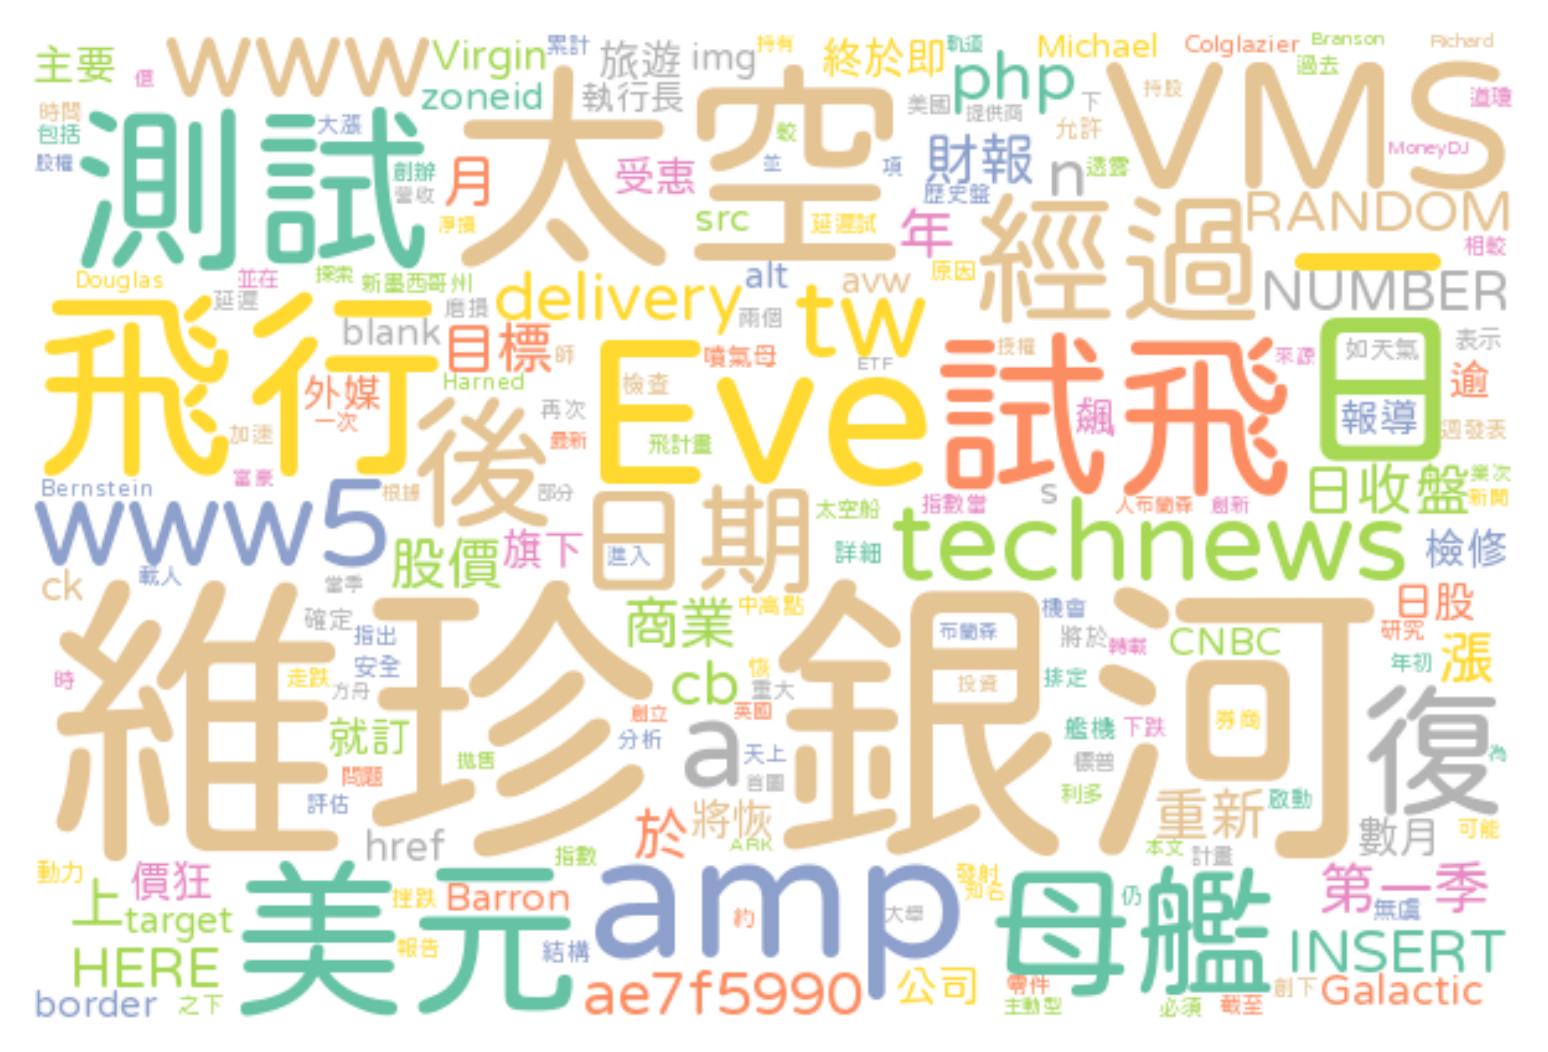 主要
僅
www
Virgin
累計
旅遊
img
持有
終於即
軌道
Michael
Colglazier
Branson
Richard
過去
zoneid
執行長
php
美國
提供商
下
允許
持股
道瓊
VMS
時間
包括
股權
測試
大漲
創辦
營收
月
淨損
太空
受惠
較
並
項
src
延遲試
財報
歷史盤
年
n
透露
MoneyDJ
RANDOM
相較
經過
一
NUMBER
Douglas
並在
延遲
探索
新墨西哥州
磨損
blank
delivery
alt
兩個
avw
原因
tw
飛行
目標
師
Harned
外媒
一次
加速
富豪
後
再次
最新
部分
根據
Eve
檢查
噴氣母
ETF
飛計畫
試飛
授權
飆
來源
日
如天氣
報導
表示
逾
週發表
業次
新聞
日收盤
Bernstein
www5
股價
旗下
日期
進入
太空船
詳細
指數當
s
人布蘭森
創新
technews
檢修
ck
載人
當季
確定
指出
安全
商業
中高點
機會
布蘭森
將於
轉載
CNBC
日股
研究
年初
漲
時
維珍銀河
走跌
方舟
就訂
問題
評估
拋售
創立
分析
cb
恢
重大
英國
a
天上
首圖
投資
排定
艦機
下跌
標普
利多
券商
復
為
href
於
將恢
ARK
指數
重新
啟動
本文
計畫
數月
可能
動力
價狂
上
target
HERE
border
之下
美元
挫跌
報告
Barron
結構
amp
約
大學
發射
知名
ae7f5990
公司
母艦
仍
零件
主動型
必須
截至
創下
第一季
無虞
INSERT
Galactic